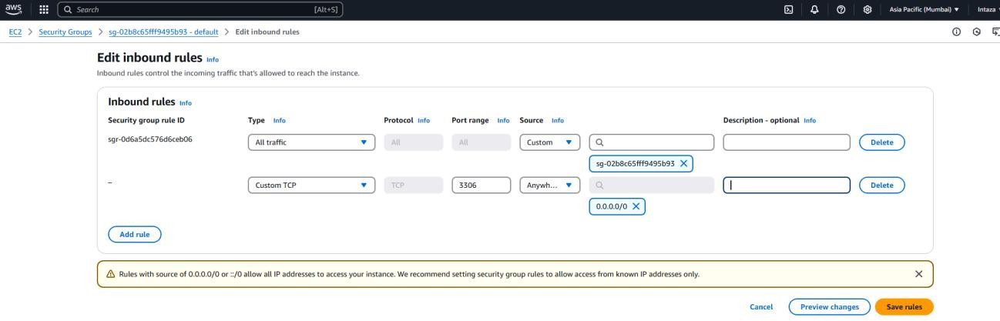 aws Search [Alt+S] Asia Pacific (Mumbai) Intaza
EC2 > Security Groups > sg-02b8c65fff9495b93 - default > Edit inbound rules
Edit inbound rules Info
Inbound rules control the incoming traffic that's allowed to reach the instance.
Inbound rules Info
Security group rule ID Type Info Protocol Info Port range Info Source Info Description - optional Info
sgr-0d6a5dc576d6ceb06 All traffic All All Custom Delete
sg-02b8c65fff9495b93
– Custom TCP TCP 3306 Anywh... Delete
0.0.0.0/0
Add rule
Rules with source of 0.0.0.0/0 or ::/0 allow all IP addresses to access your instance. We recommend setting security group rules to allow access from known IP addresses only.
Cancel Preview changes Save rules